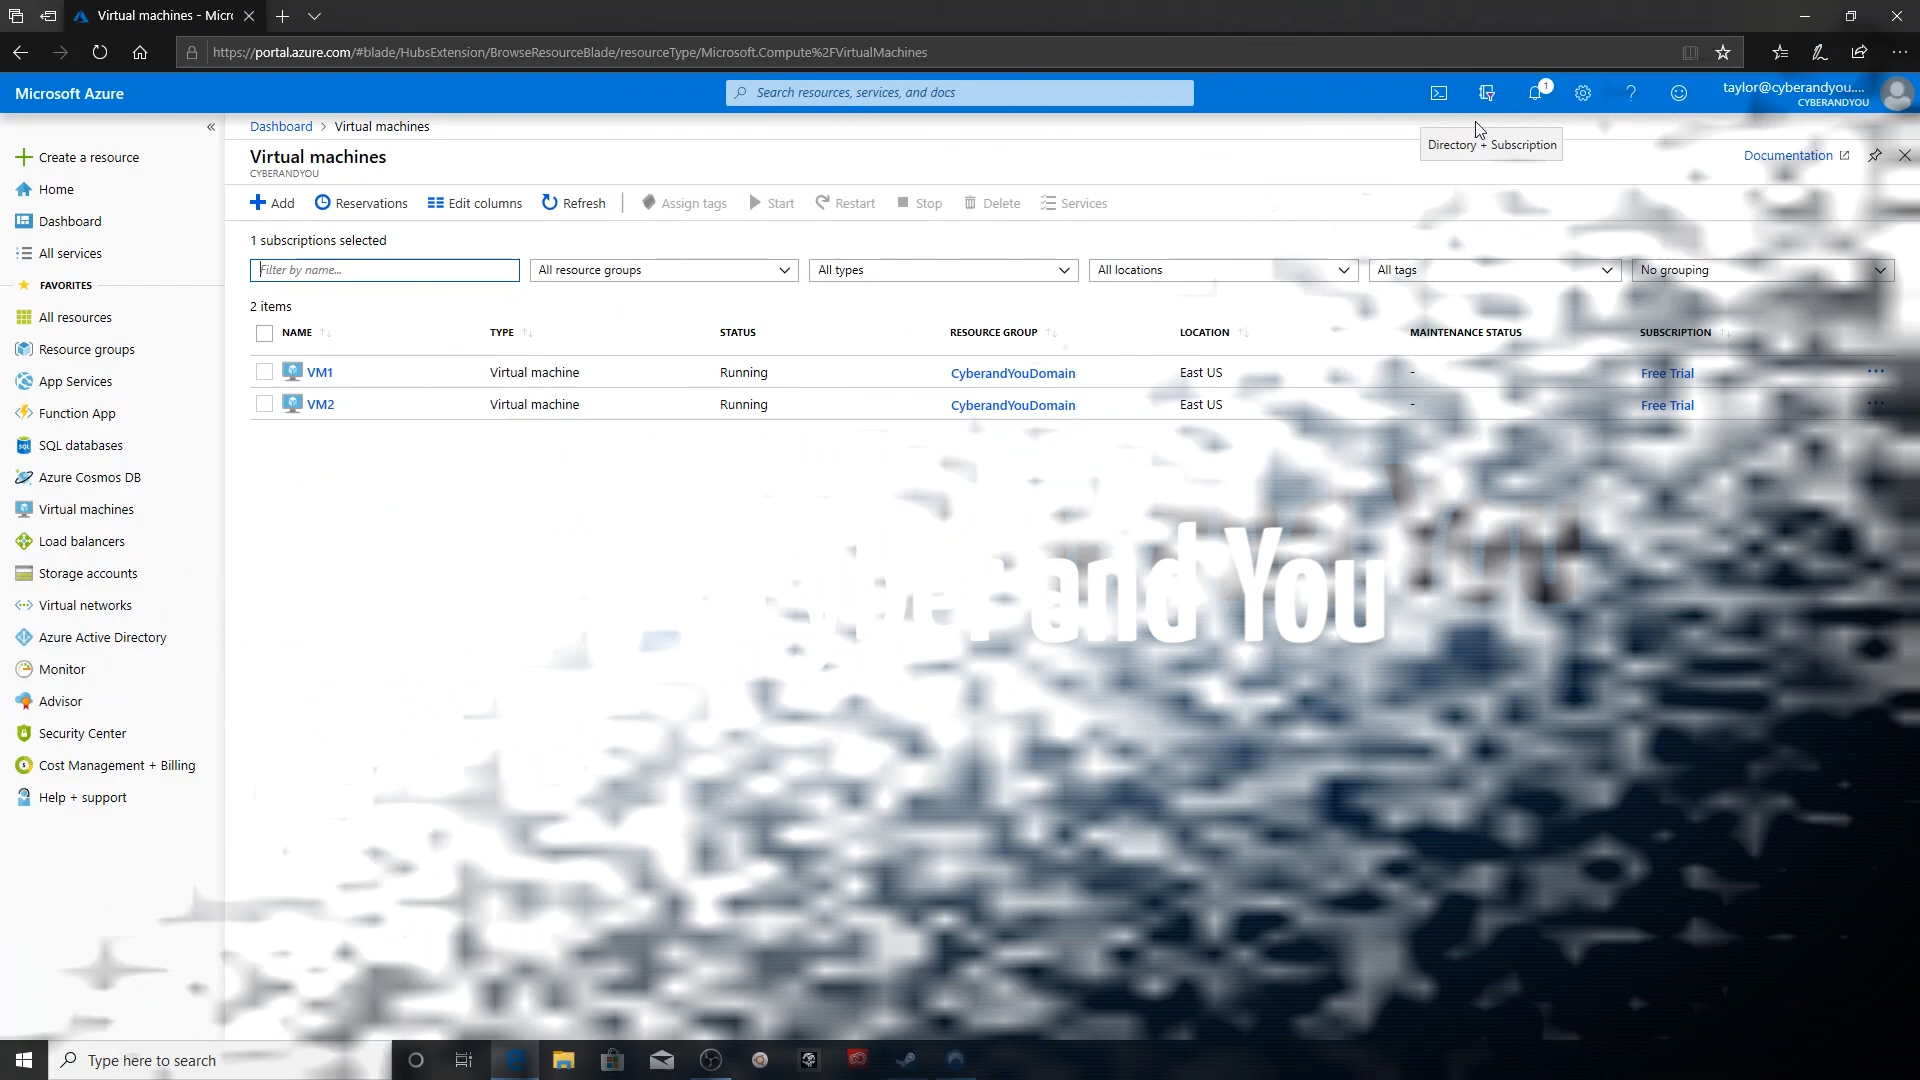 Virtual machines - Micr
https://portal.azure.com/#blade/HubsExtension/BrowseResourceBlade/resourceType/Microsoft.Compute%2FVirtualMachines
Microsoft Azure
Search resources, services, and docs
1
taylor@cyberandyou....
CYBERANDYOU
Dashboard > Virtual machines
Directory + Subscription
Virtual machines
CYBERANDYOU
Documentation
Add
Reservations
Edit columns
Refresh
Assign tags
Start
Restart
Stop
Delete
Services
1 subscriptions selected
Filter by name...
All resource groups
All types
All locations
All tags
No grouping
2 items
NAME TYPE STATUS RESOURCE GROUP LOCATION MAINTENANCE STATUS SUBSCRIPTION
VM1 Virtual machine Running CyberandYouDomain East US - Free Trial ...
VM2 Virtual machine Running CyberandYouDomain East US - Free Trial ...
Create a resource
Home
Dashboard
All services
FAVORITES
All resources
Resource groups
App Services
Function App
SQL databases
Azure Cosmos DB
Virtual machines
Load balancers
Storage accounts
Virtual networks
Azure Active Directory
Monitor
Advisor
Security Center
Cost Management + Billing
Help + support
and You
Type here to search